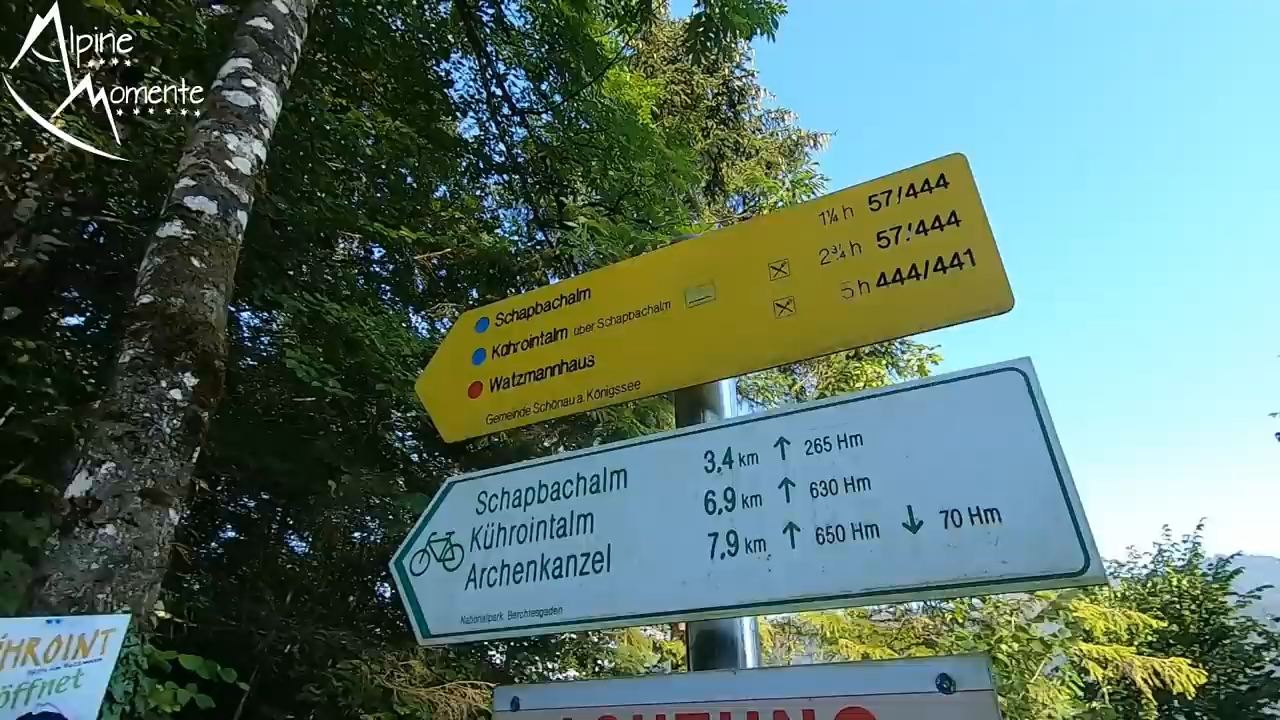 Alpine
Momente
Schapbachalm 1¼ h 57/444
Kührointalm über Schapbachalm 2¾ h 57/444
Watzmannhaus 5 h 444/441
Gemeinde Schönau a. Königssee
Schapbachalm 3,4 km ↑ 265 Hm
Kührointalm 6,9 km ↑ 630 Hm
Archenkanzel 7,9 km ↑ 650 Hm ↓ 70 Hm
Nationalpark Berchtesgaden
HROINT
öffnet
ACHTUNG